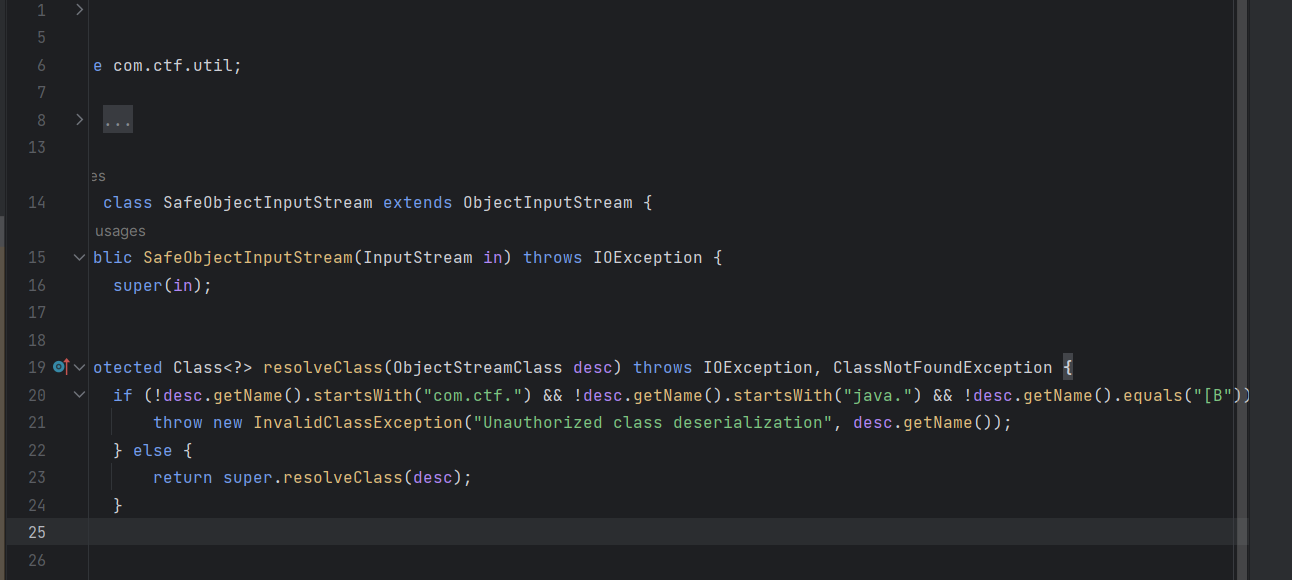 1
5
6 e com.ctf.util;
7
8 ...
13
es
14 class SafeObjectInputStream extends ObjectInputStream {
usages
15 blic SafeObjectInputStream(InputStream in) throws IOException {
16 super(in);
17
18
19 otected Class<?> resolveClass(ObjectStreamClass desc) throws IOException, ClassNotFoundException {
20 if (!desc.getName().startsWith("com.ctf.") && !desc.getName().startsWith("java.") && !desc.getName().equals("[B"))
21 throw new InvalidClassException("Unauthorized class deserialization", desc.getName());
22 } else {
23 return super.resolveClass(desc);
24 }
25
26